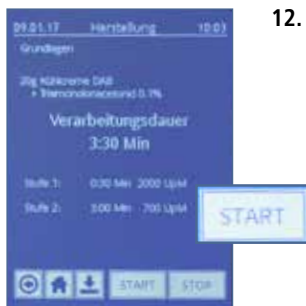 12.
09.01.17 Herstellung 10:03
Grundlagen
20g Kühlcreme DAB
+ Triamcinolonacetonid 0.1%
Verarbeitungsdauer
3:30 Min
Stufe 1: 0:30 Min 2000 UpM
Stufe 2: 3:00 Min 700 UpM
START
START STOP